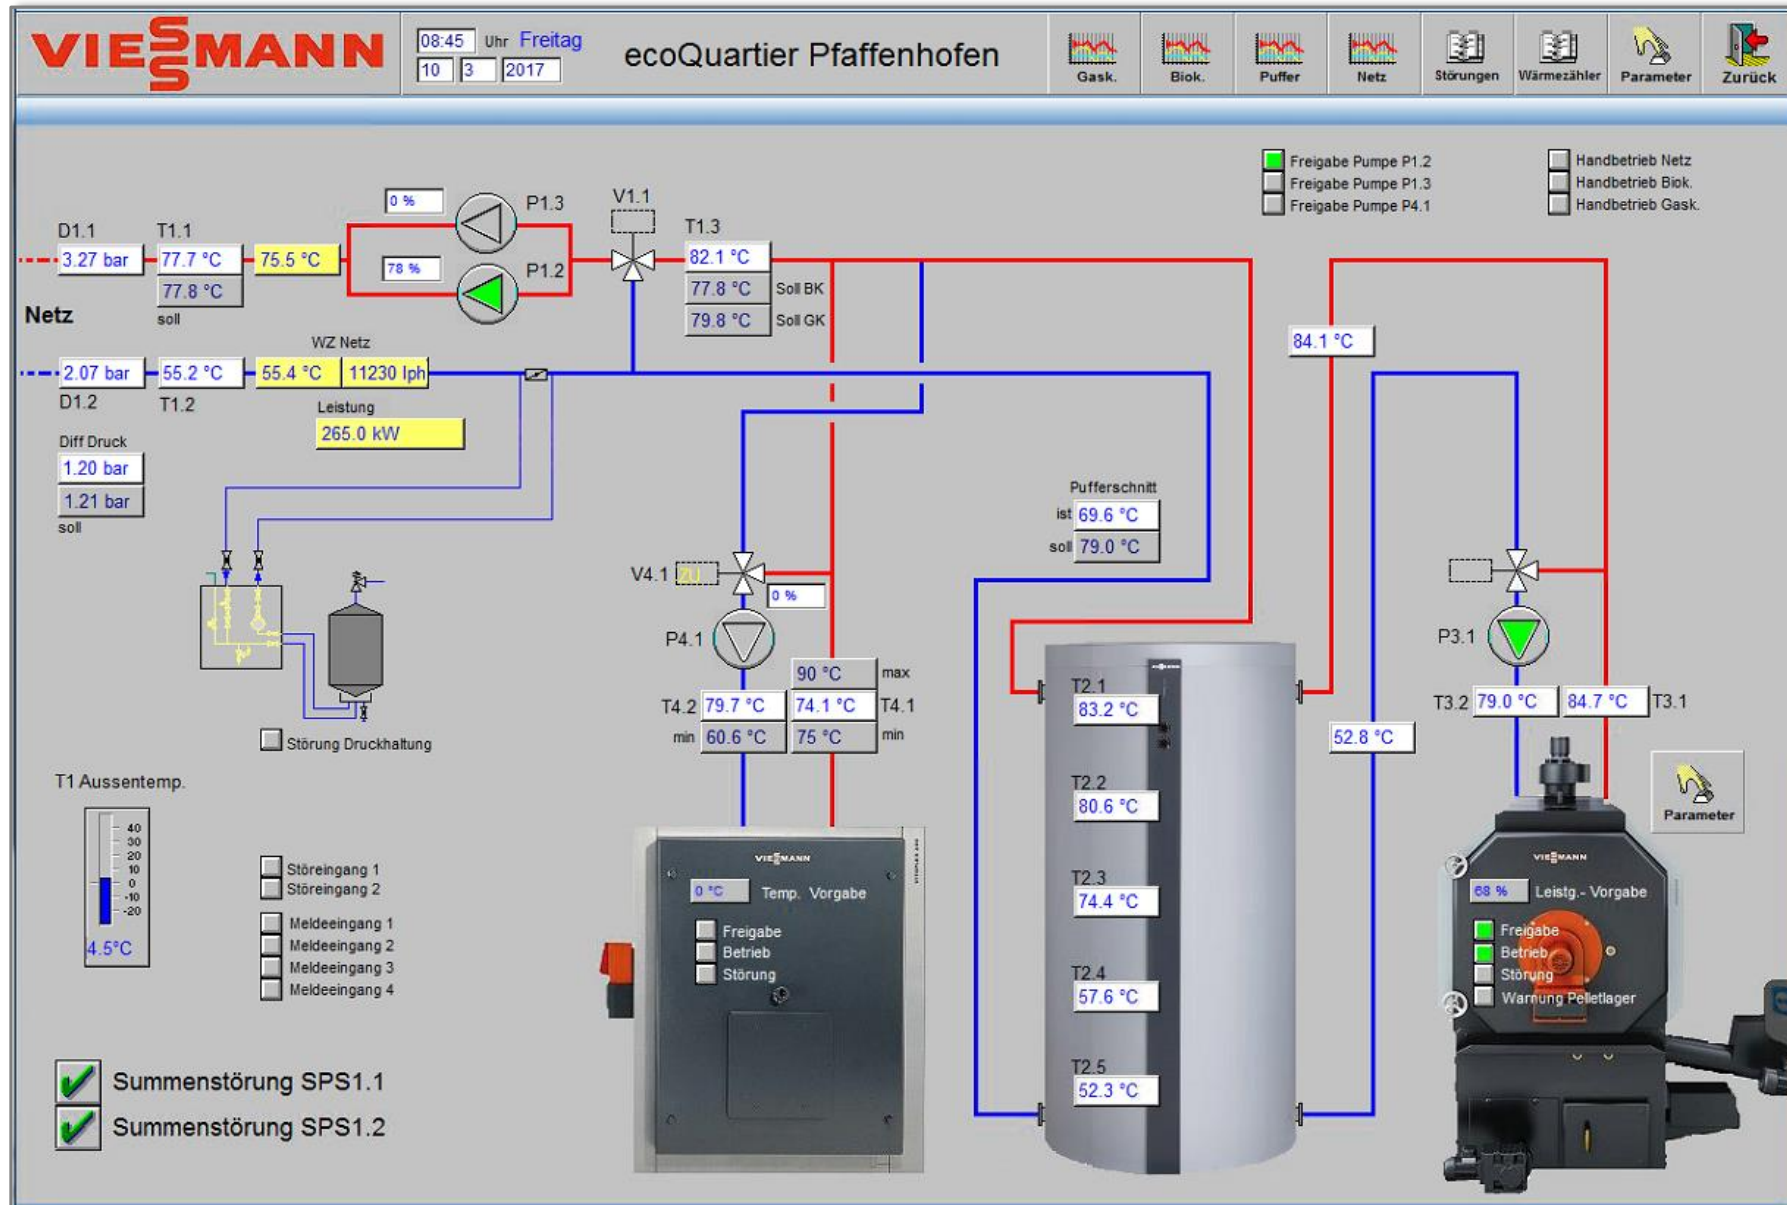 VIESSMANN
08:45 Uhr Freitag
10 3 2017
ecoQuartier Pfaffenhofen
Gask.
Biok.
Puffer
Netz
Störungen
Wärmezähler
Parameter
Zurück
Freigabe Pumpe P1.2
Freigabe Pumpe P1.3
Freigabe Pumpe P4.1
Handbetrieb Netz
Handbetrieb Biok.
Handbetrieb Gask.
0 %
P1.3
V1.1
D1.1
T1.1
T1.3
3.27 bar
77.7 °C
75.5 °C
78 %
P1.2
82.1 °C
77.8 °C
soll
77.8 °C Soll BK
79.8 °C Soll GK
Netz
WZ Netz
2.07 bar
55.2 °C
55.4 °C
11230 lph
D1.2
T1.2
Leistung
265.0 kW
84.1 °C
Diff Druck
1.20 bar
1.21 bar
soll
Pufferschnitt
ist 69.6 °C
soll 79.0 °C
V4.1 ZU
0 %
P4.1
P3.1
90 °C max
T4.2 79.7 °C
74.1 °C T4.1
min 60.6 °C
75 °C min
T2.1
83.2 °C
T3.2 79.0 °C
84.7 °C T3.1
52.8 °C
Störung Druckhaltung
T1 Aussentemp.
40
30
20
10
0
-10
-20
4.5°C
T2.2
80.6 °C
Parameter
Störeingang 1
Störeingang 2
Meldeeingang 1
Meldeeingang 2
Meldeeingang 3
Meldeeingang 4
VIESSMANN
0 °C Temp. Vorgabe
Freigabe
Betrieb
Störung
T2.3
74.4 °C
T2.4
57.6 °C
T2.5
52.3 °C
VIESSMANN
68 % Leistg.- Vorgabe
Freigabe
Betrieb
Störung
Warnung Pelletlager
Summenstörung SPS1.1
Summenstörung SPS1.2